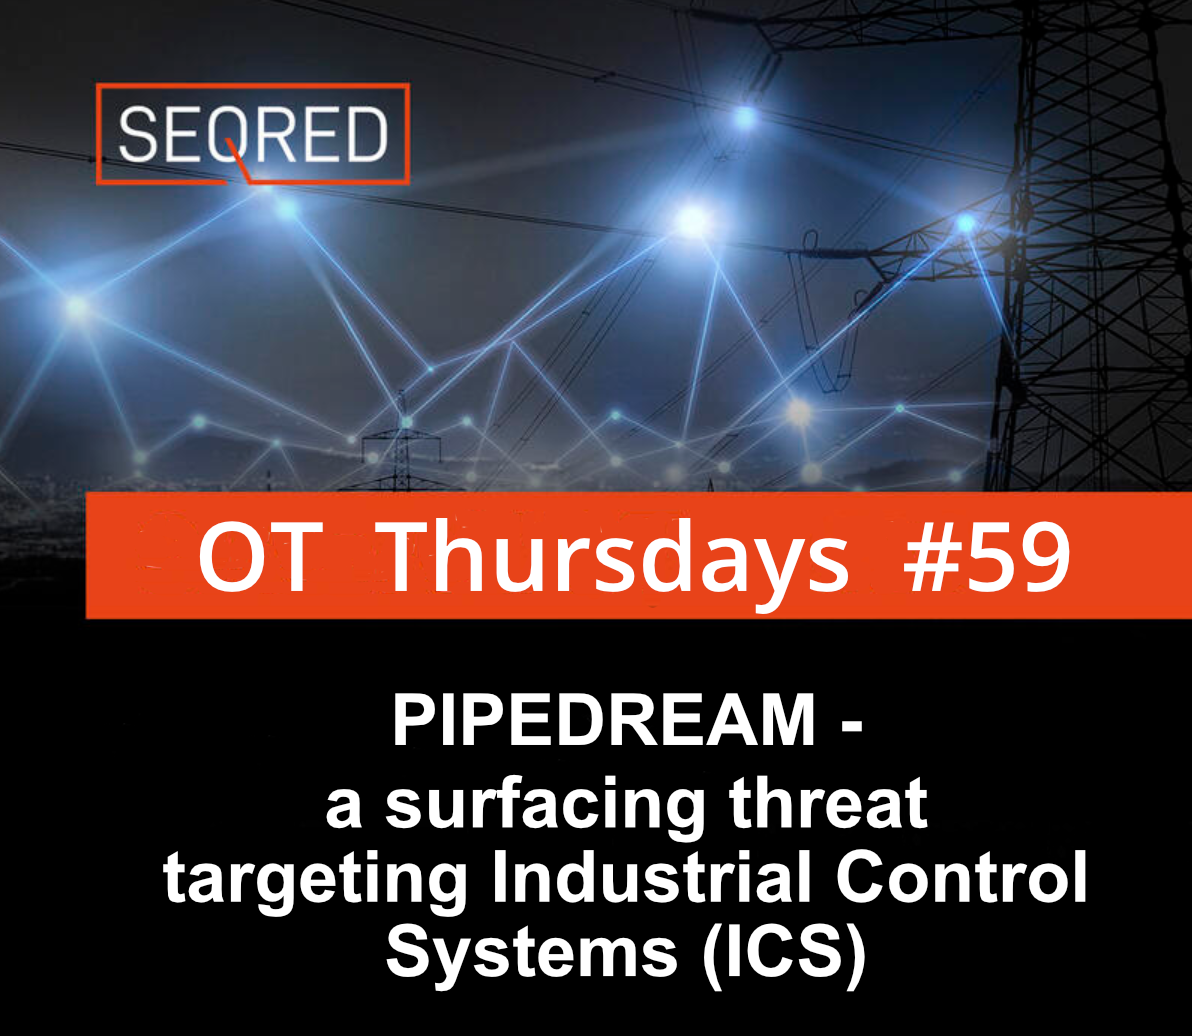 SEQRED
OT Thursdays #59
PIPEDREAM -
a surfacing threat
targeting Industrial Control
Systems (ICS)